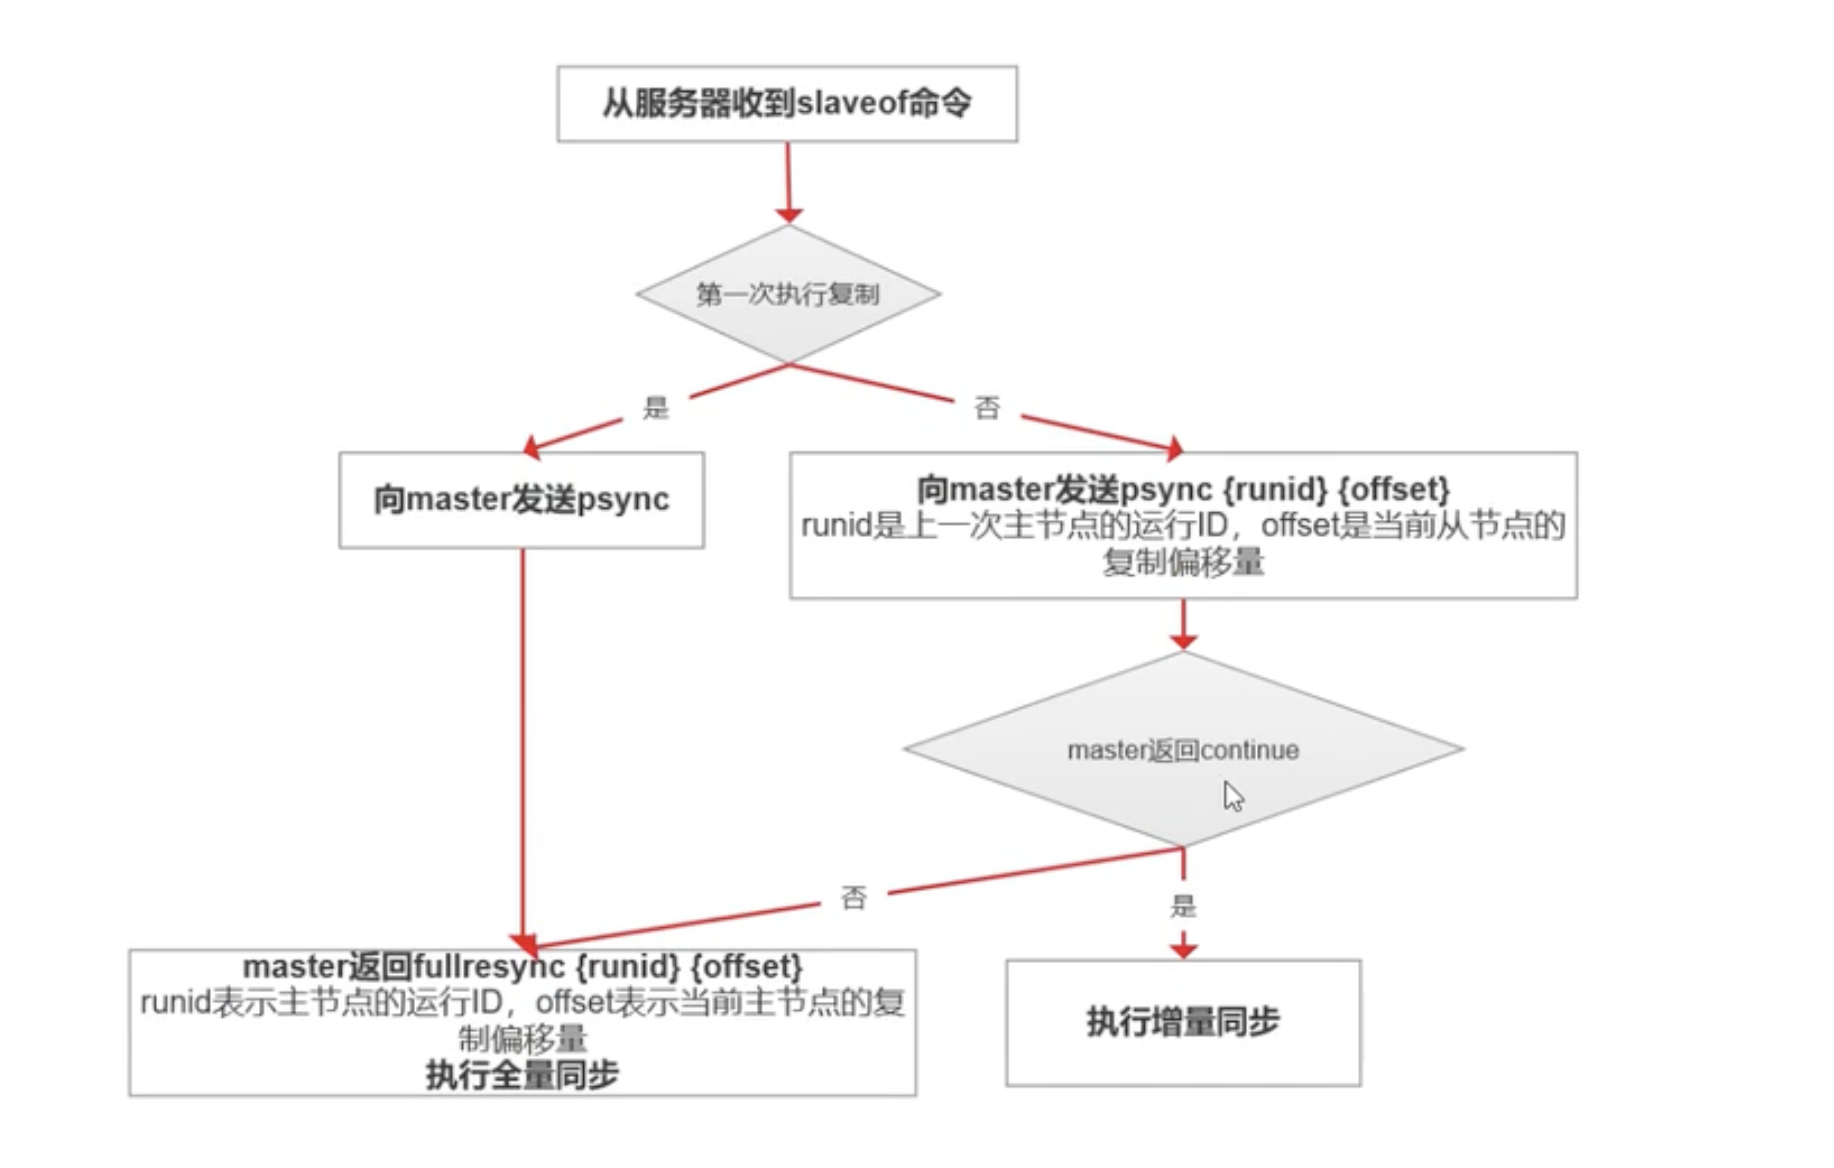 从服务器收到slaveof命令
第一次执行复制
是
否
向master发送psync
向master发送psync {runid} {offset}
runid是上一次主节点的运行ID，offset是当前从节点的
复制偏移量
master返回continue
否
是
master返回fullresync {runid} {offset}
runid表示主节点的运行ID，offset表示当前主节点的复
制偏移量
执行全量同步
执行增量同步